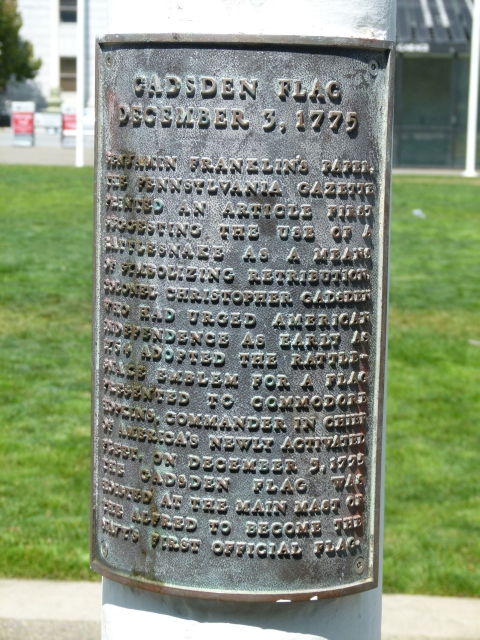 GADSDEN FLAG
DECEMBER 3, 1775
BENJAMIN FRANKLIN'S PAPER
THE PENNSYLVANIA GAZETTE
PRINTED AN ARTICLE FIRST
SUGGESTING THE USE OF A
RATTLESNAKE AS A MEANS
OF SYMBOLIZING RETRIBUTION.
COLONEL CHRISTOPHER GADSDEN
WHO HAD URGED AMERICAN
INDEPENDENCE AS EARLY AS
ADOPTED THE RATTLE-
SNAKE EMBLEM FOR A FLAG
PRESENTED TO COMMODORE
HOPKINS, COMMANDER IN CHIEF
OF AMERICA'S NEWLY ACTIVATED
ON DECEMBER 3, 1775
THE GADSDEN FLAG WAS
HOISTED AT THE MAIN MAST OF
THE ALFRED TO BECOME THE
FIRST OFFICIAL FLAG.